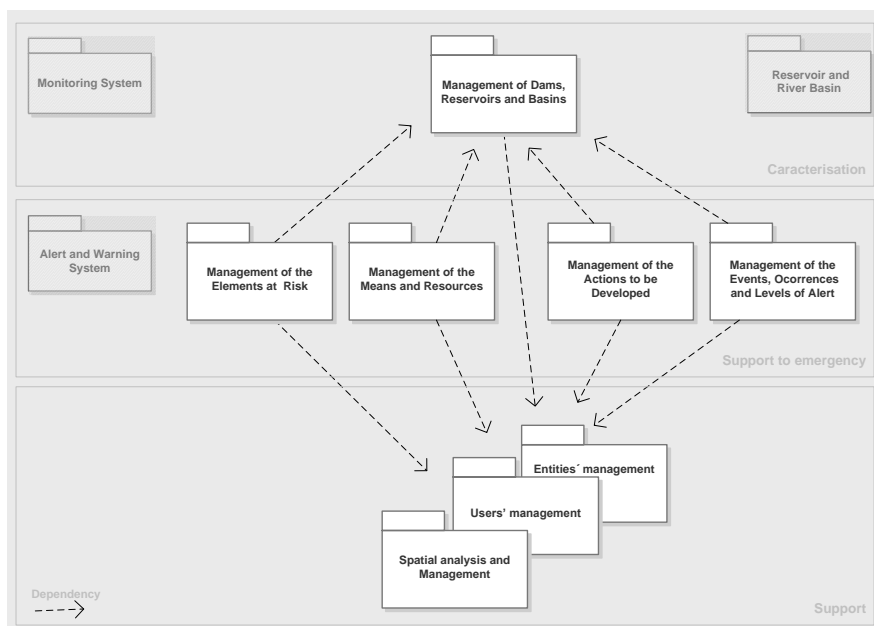 Monitoring System
Management of Dams,
Reservoirs and Basins
Reservoir and
River Basin
Caracterisation
Alert and Warning
System
Management of the
Elements at Risk
Management of the
Means and Resources
Management of the
Actions to be
Developed
Management of the
Events, Ocorrences
and Levels of Alert
Support to emergency
Entities´ management
Users’ management
Spatial analysis and
Management
Dependency
Support